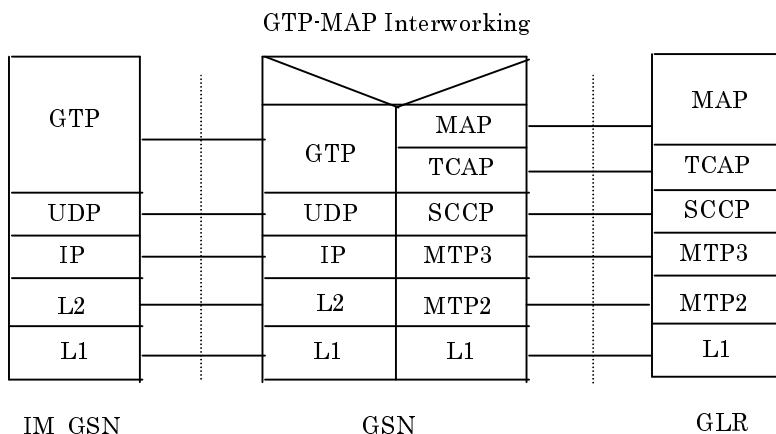 GTP-MAP Interworking
GTP
UDP
IP
L2
L1
IM GSN
GTP
UDP
IP
L2
L1
MAP
TCAP
SCCP
MTP3
MTP2
L1
GSN
MAP
TCAP
SCCP
MTP3
MTP2
L1
GLR